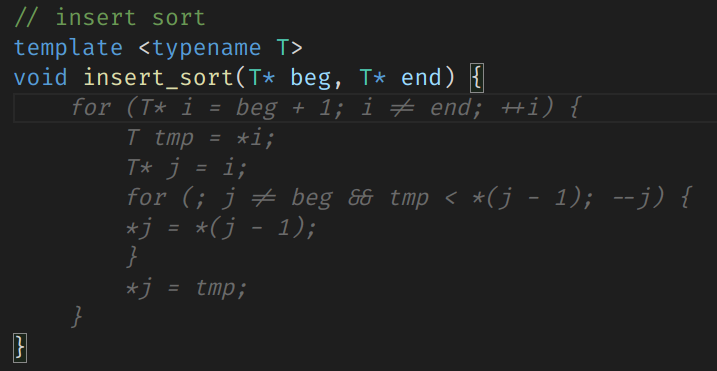 // insert sort
template <typename T>
void insert_sort(T* beg, T* end) {
    for (T* i = beg + 1; i != end; ++i) {
        T tmp = *i;
        T* j = i;
        for (; j != beg && tmp < *(j - 1); --j) {
        *j = *(j - 1);
        }
        *j = tmp;
    }
}